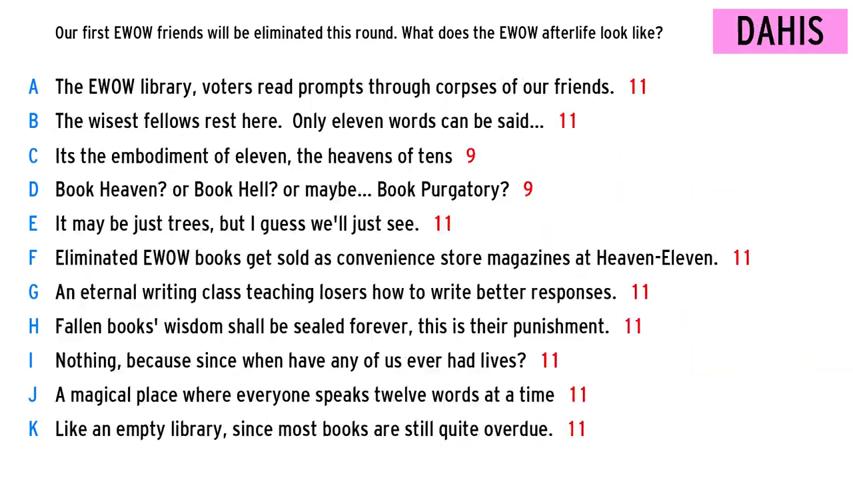 Our first EWOW friends will be eliminated this round. What does the EWOW afterlife look like?
DAHIS
A The EWOW library, voters read prompts through corpses of our friends. 11
B The wisest fellows rest here.  Only eleven words can be said... 11
C Its the embodiment of eleven, the heavens of tens 9
D Book Heaven? or Book Hell? or maybe... Book Purgatory? 9
E It may be just trees, but I guess we'll just see. 11
F Eliminated EWOW books get sold as convenience store magazines at Heaven-Eleven. 11
G An eternal writing class teaching losers how to write better responses. 11
H Fallen books' wisdom shall be sealed forever, this is their punishment. 11
I Nothing, because since when have any of us ever had lives? 11
J A magical place where everyone speaks twelve words at a time 11
K Like an empty library, since most books are still quite overdue. 11